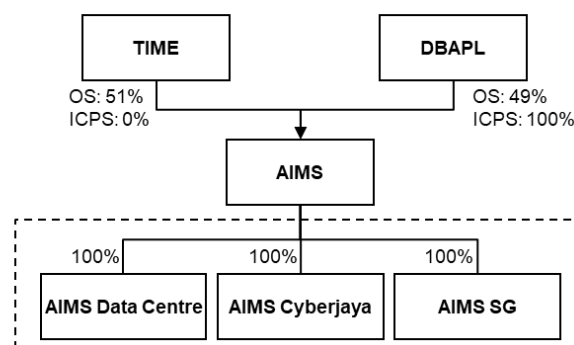 TIME
DBAPL
OS: 51%
ICPS: 0%
OS: 49%
ICPS: 100%
AIMS
100%
100%
100%
AIMS Data Centre
AIMS Cyberjaya
AIMS SG